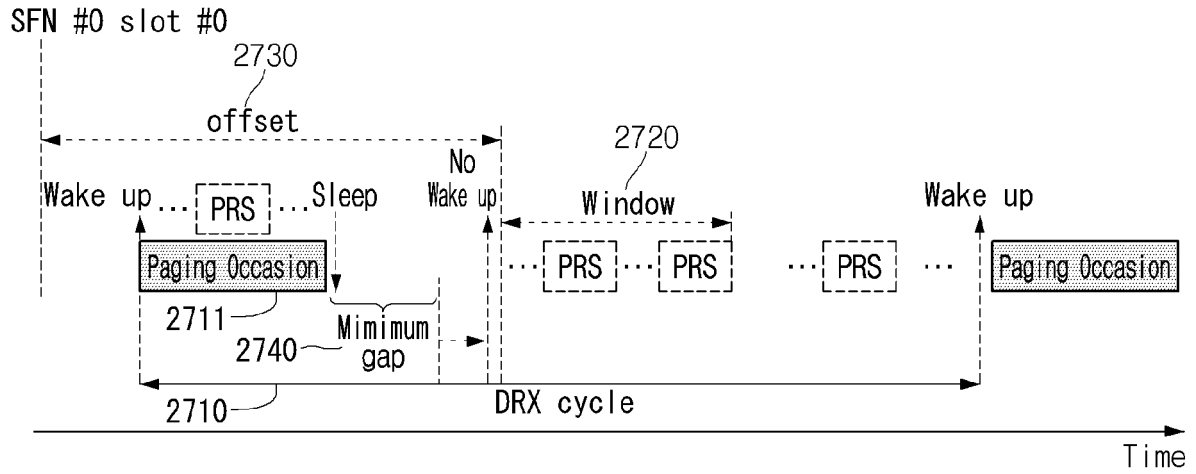 SFN #0 slot #0
2730
offset
2720
No
Wake up
Wake up ··· PRS ··· Sleep
Window
Wake up
Paging Occasion
··· PRS ··· PRS
··· PRS ···
Paging Occasion
2711
2740
Mimimum
gap
2710
DRX cycle
Time